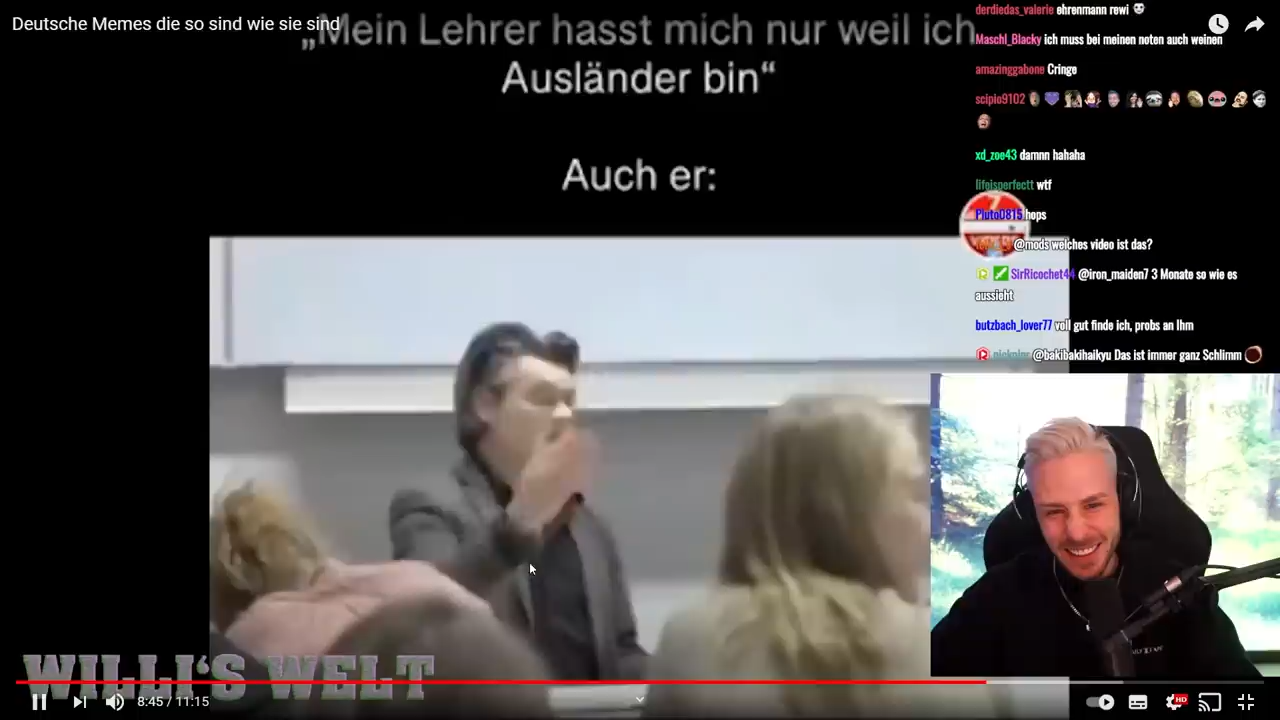 Deutsche Memes die so sind wie sie sind
„Mein Lehrer hasst mich nur weil ich
Ausländer bin“
Auch er:
derdiedas_valerie ehrenmann rewi
Maschl_Blacky ich muss bei meinen noten auch weinen
amazinggabone Cringe
scipio9102
xd_zoe43 damnn hahaha
lifeisperfectt wtf
Pluto0815 hops
@mods welches video ist das?
SirRicochet44 @iron_maiden7 3 Monate so wie es
aussieht
butzbach_lover77 voll gut finde ich, probs an Ihm
@bakibakihaikyu Das ist immer ganz Schlimm
WILLI'S WELT
8:45 / 11:15
HD